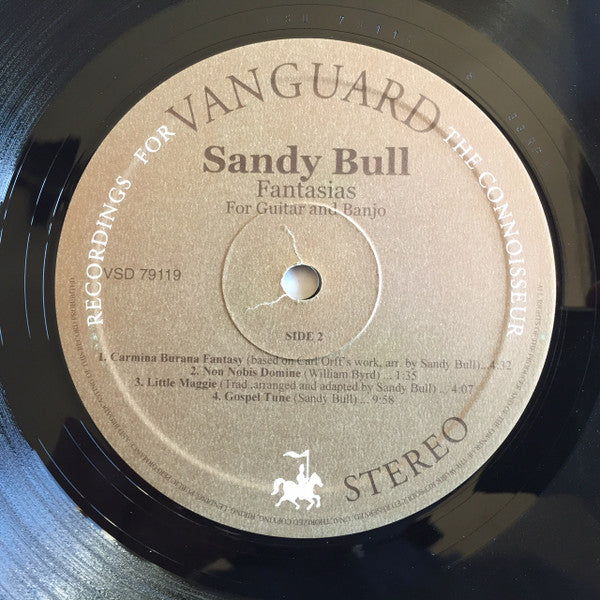 RECORDINGS FOR VANGUARD THE CONNOISSEUR
Sandy Bull
Fantasias
For Guitar and Banjo
VSD 79119
SIDE 2
1. Carmina Burana Fantasy (based on Carl Orff's work, arr. by Sandy Bull)... 4:32
2. Non Nobis Domine (William Byrd)... 1:35
3. Little Maggie (Trad.,arranged and adapted by Sandy Bull) ... 4:07
4. Gospel Tune (Sandy Bull) ... 9:58
STEREO